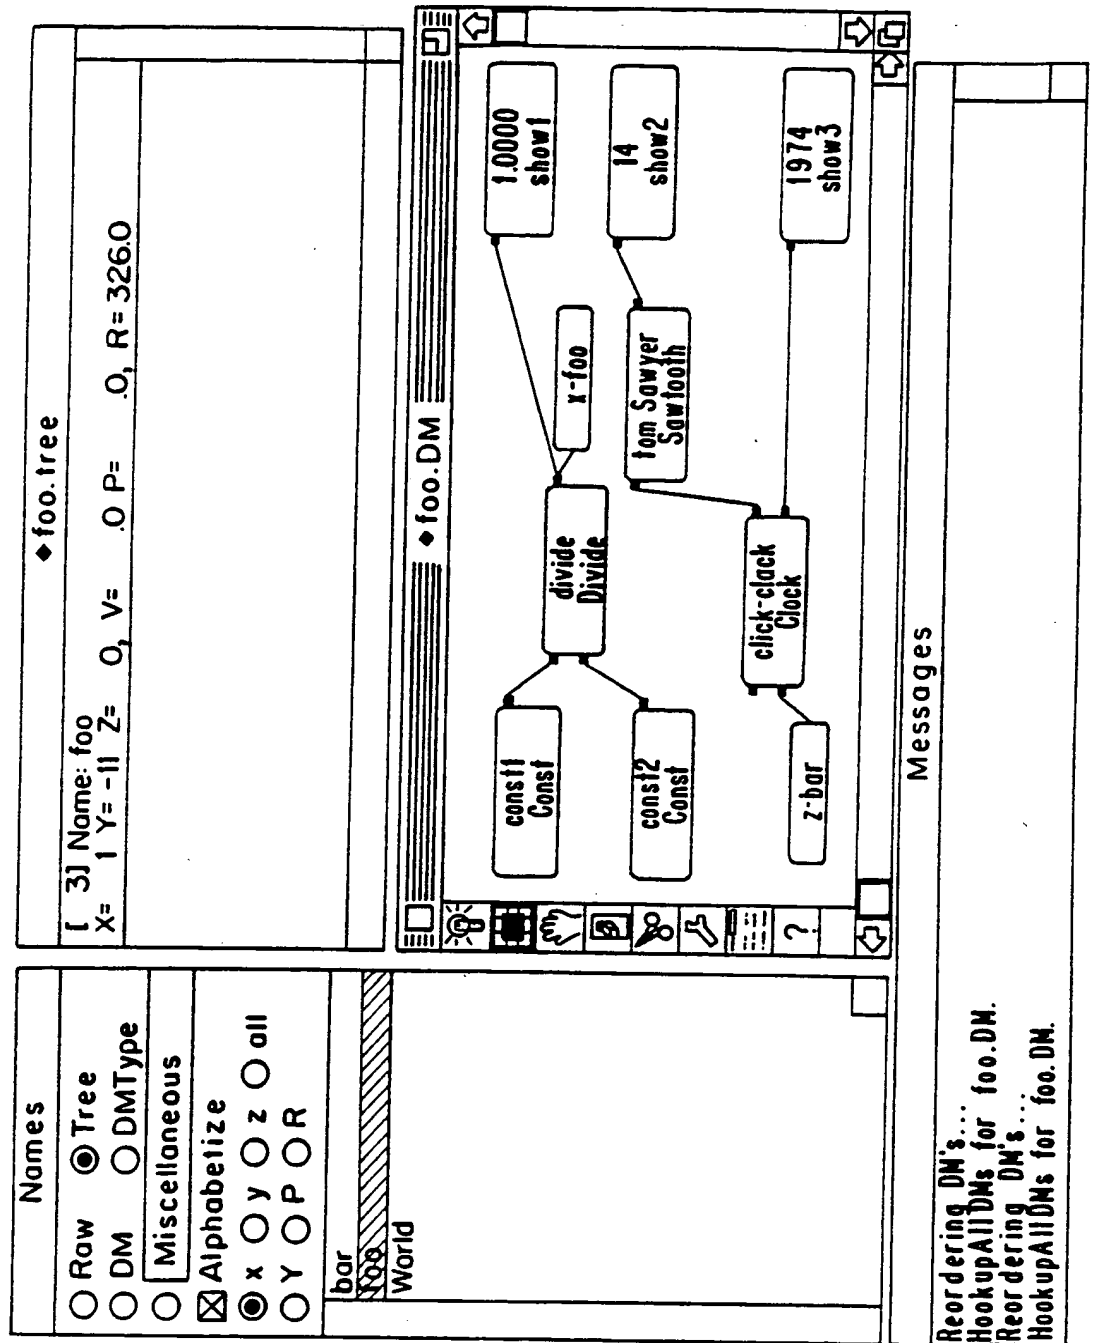 Names
Raw Tree
DM DMType
Miscellaneous
Alphabetize
x y z all
Y P R
bar
foo
World
◆foo.tree
[ 3] Name: foo
X= 1 Y= -11 Z= 0, V= .0 P= .0, R= 326.0
◆foo.DM
?
const1
Const
const2
Const
z-bar
divide
Divide
click-clack
Clock
x-foo
tom Sawyer
Sawtooth
1.0000
show1
14
show2
1974
show3
Messages
Reordering DM's...
HookupAllDMs for foo.DM.
Reordering DM's...
HookupAllDMs for foo.DM.